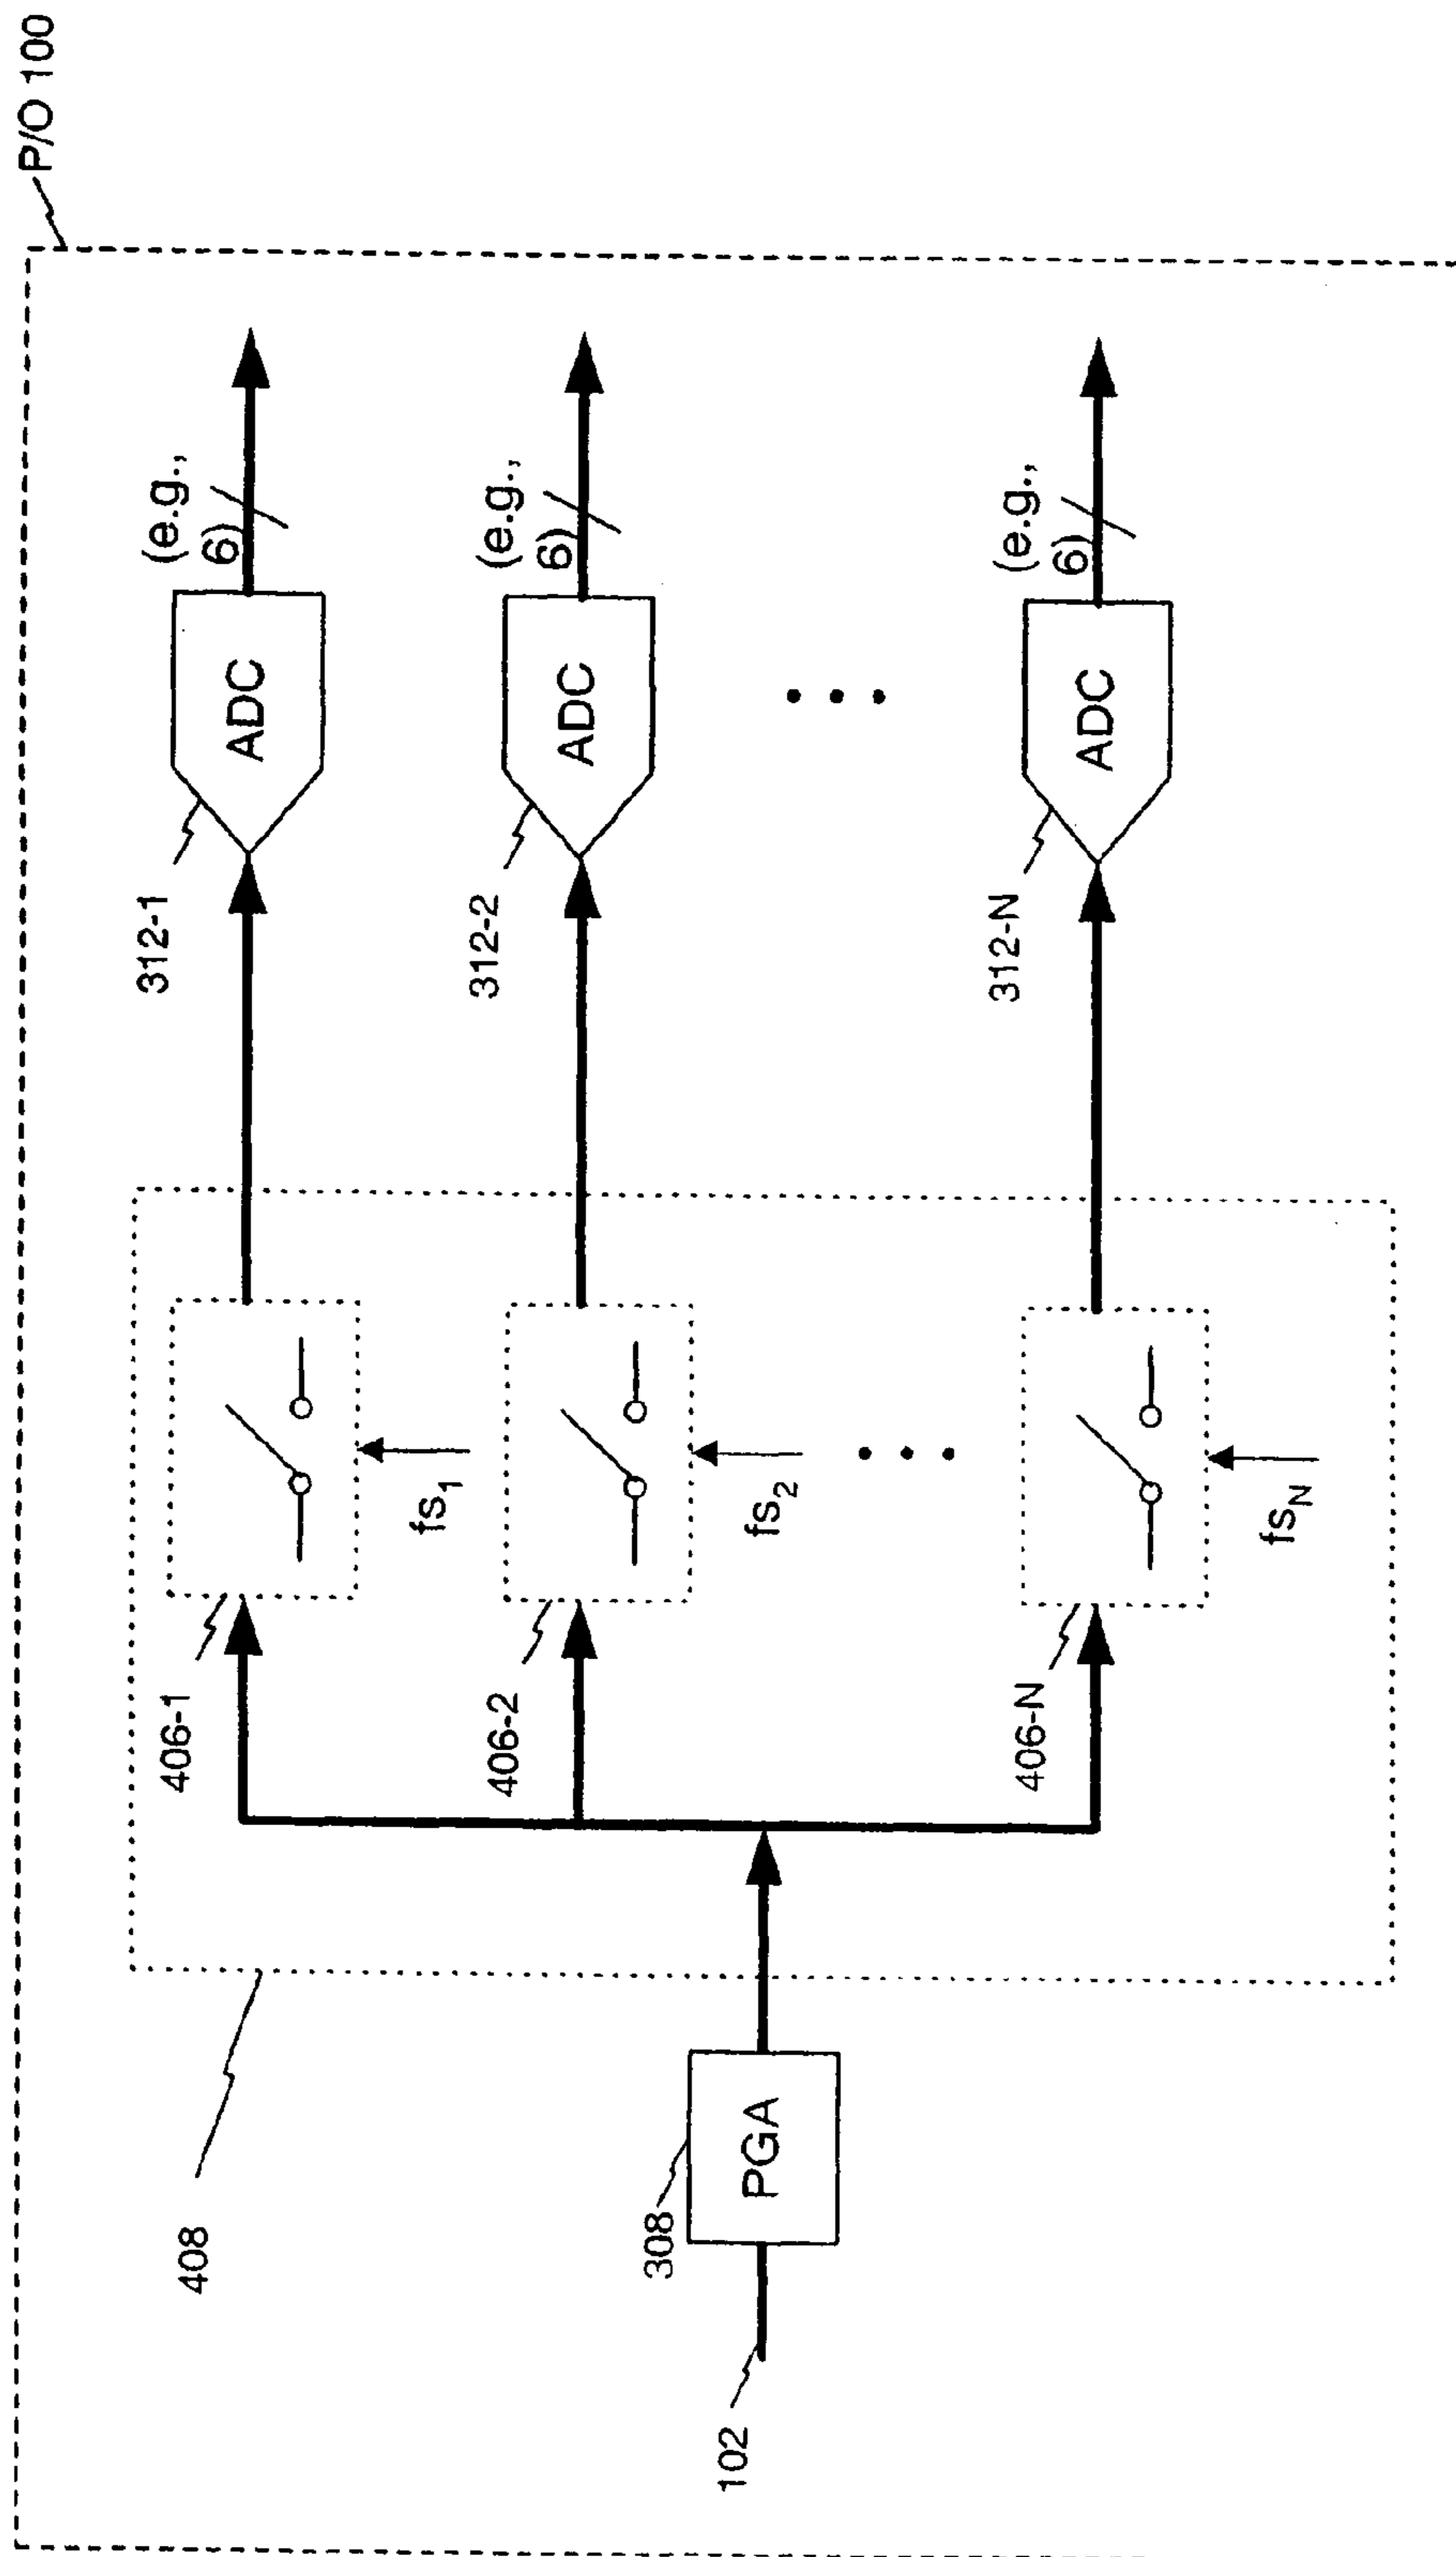 P/O 100
(e.g.,
6)
ADC
312-1
(e.g.,
6)
ADC
312-2
(e.g.,
6)
ADC
312-N
406-1
fs1
406-2
fs2
406-N
fsN
408
308
PGA
102